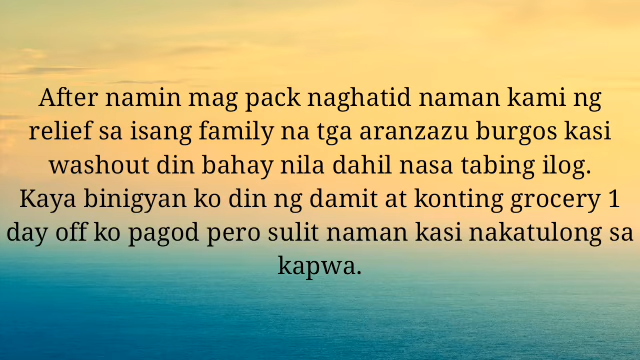 After namin mag pack naghatid naman kami ng
relief sa isang family na tga aranzazu burgos kasi
washout din bahay nila dahil nasa tabing ilog.
Kaya binigyan ko din ng damit at konting grocery 1
day off ko pagod pero sulit naman kasi nakatulong sa
kapwa.